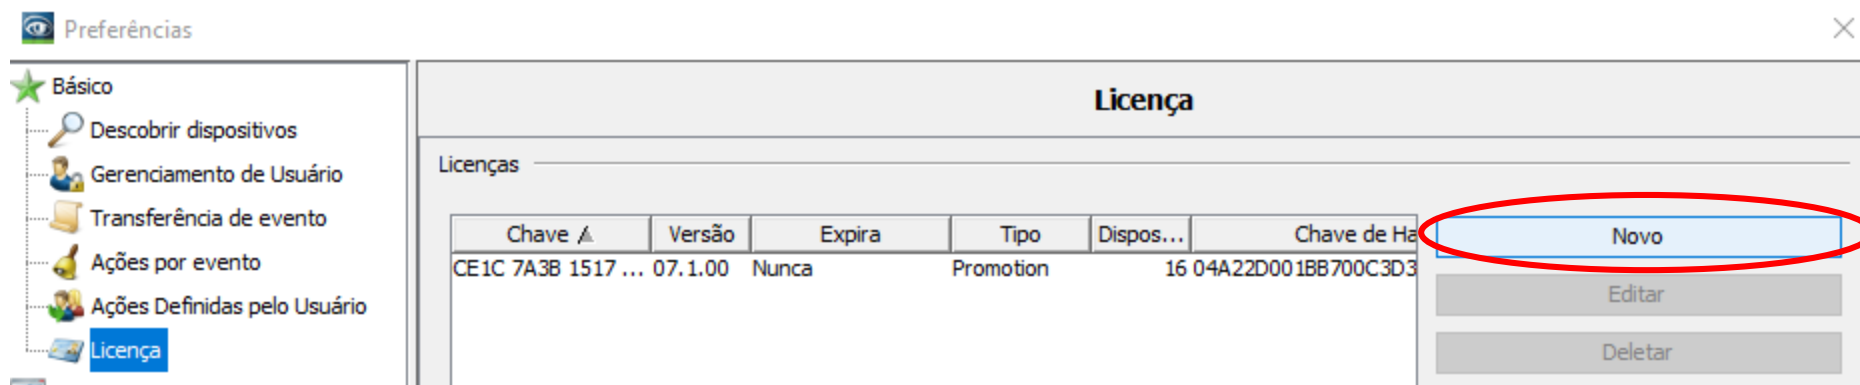 Preferências
Básico
Descobrir dispositivos
Gerenciamento de Usuário
Transferência de evento
Ações por evento
Ações Definidas pelo Usuário
Licença
Licença
Licenças
Chave Versão Expira Tipo Dispos... Chave de Ha
CE1C 7A3B 1517 ... 07.1.00 Nunca Promotion 16 04A22D001BB700C3D3
Novo
Editar
Deletar